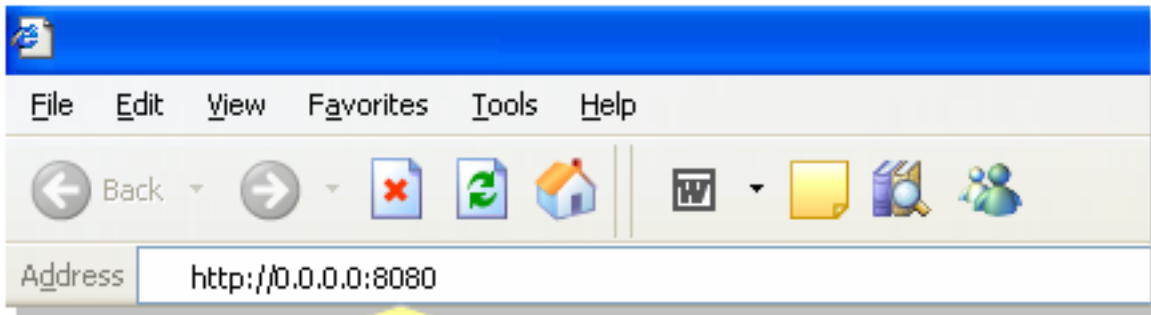 File Edit View Favorites Tools Help
Back W
Address http://0.0.0.0:8080